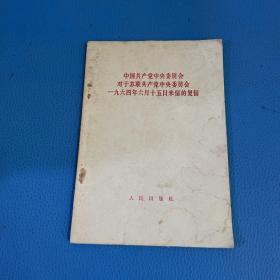 中国共产党中央委员会
对于苏联共产党中央委员会
一九六四年六月十五日来信的复信
人民出版社